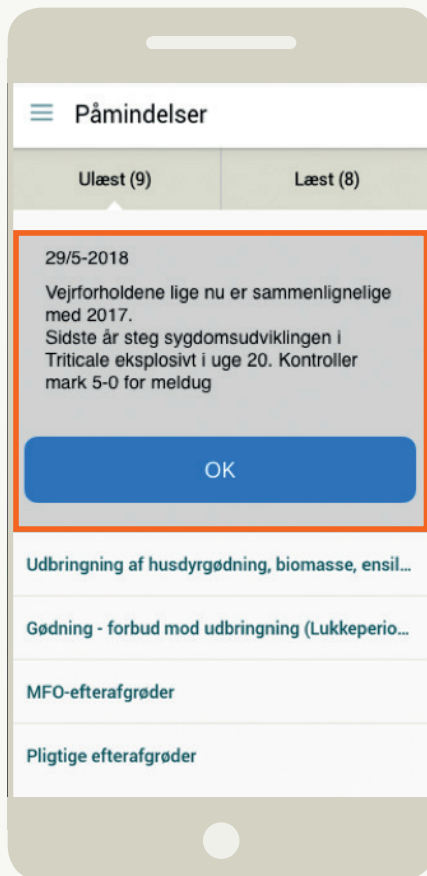 Påmindelser
Ulæst (9)
Læst (8)
29/5-2018
Vejrforholdene lige nu er sammenlignelige
med 2017.
Sidste år steg sygdomsudviklingen i
Triticale eksplosivt i uge 20. Kontroller
mark 5-0 for meldug
OK
Udbringning af husdyrgødning, biomasse, ensil...
Gødning - forbud mod udbringning (Lukkeperio...
MFO-efterafgrøder
Pligtige efterafgrøder